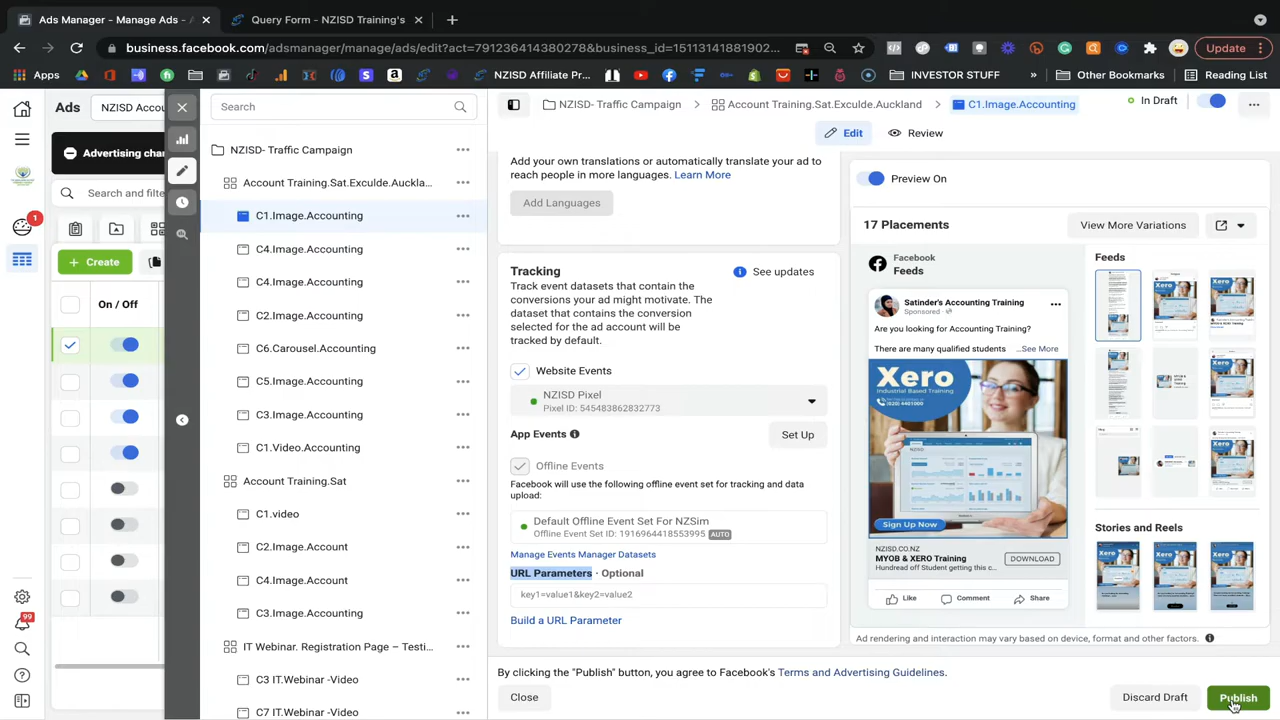 Ads Manager - Manage ads - Ad
Query Form - NZISD Training's
business.facebook.com/adsmanager/manage/ads/edit?act=791236414380278&business_id=15113141881902...
Update
Apps
NZISD Affiliate Pr...
INVESTOR STUFF
Other Bookmarks
Reading List
Ads
NZISD Accou
Advertising chan
Search and filte
Create
On / Off
1
99
Search
NZISD- Traffic Campaign
Account Training.Sat.Exculde.Auckla...
C1.Image.Accounting
C4.Image.Accounting
C4.Image.Accounting
C2.Image.Accounting
C6.Carousel.Accounting
C5.Image.Accounting
C3.Image.Accounting
C1.Video.Accounting
Account Training.Sat
C1.video
C2.Image.Account
C4.Image.Account
C3.Image.Accounting
IT Webinar. Registration Page – Testi...
C3 IT.Webinar -Video
C7 IT.Webinar -Video
NZISD- Traffic Campaign
Account Training.Sat.Exculde.Auckland
C1.Image.Accounting
In Draft
Edit
Review
Add your own translations or automatically translate your ad to
reach people in more languages. Learn More
Add Languages
Tracking
See updates
Track event datasets that contain the
conversions your ad might motivate. The
dataset that contains the conversion
selected for the ad account will be
tracked by default.
Website Events
NZISD Pixel
Pixel ID: 545483862832773
App Events
Set Up
Offline Events
Facebook will use the following offline event set for tracking and data
upload:
Default Offline Event Set For NZSim
Offline Event Set ID: 1916964418553995 AUTO
Manage Events Manager Datasets
URL Parameters · Optional
key1=value1&key2=value2
Build a URL Parameter
Preview On
17 Placements
View More Variations
Facebook
Feeds
Satinder's Accounting Training
Sponsored ·
Are you looking for Accounting Training?
There are many qualified students ...See More
Xero
Industrial Based Training
(020) 4401000
NZISD
Sign Up Now
NZISD.CO.NZ
MYOB & XERO Training
Hundread off Student getting this c...
DOWNLOAD
Like
Comment
Share
Feeds
Stories and Reels
Ad rendering and interaction may vary based on device, format and other factors.
By clicking the "Publish" button, you agree to Facebook's Terms and Advertising Guidelines.
Close
Discard Draft
Publish